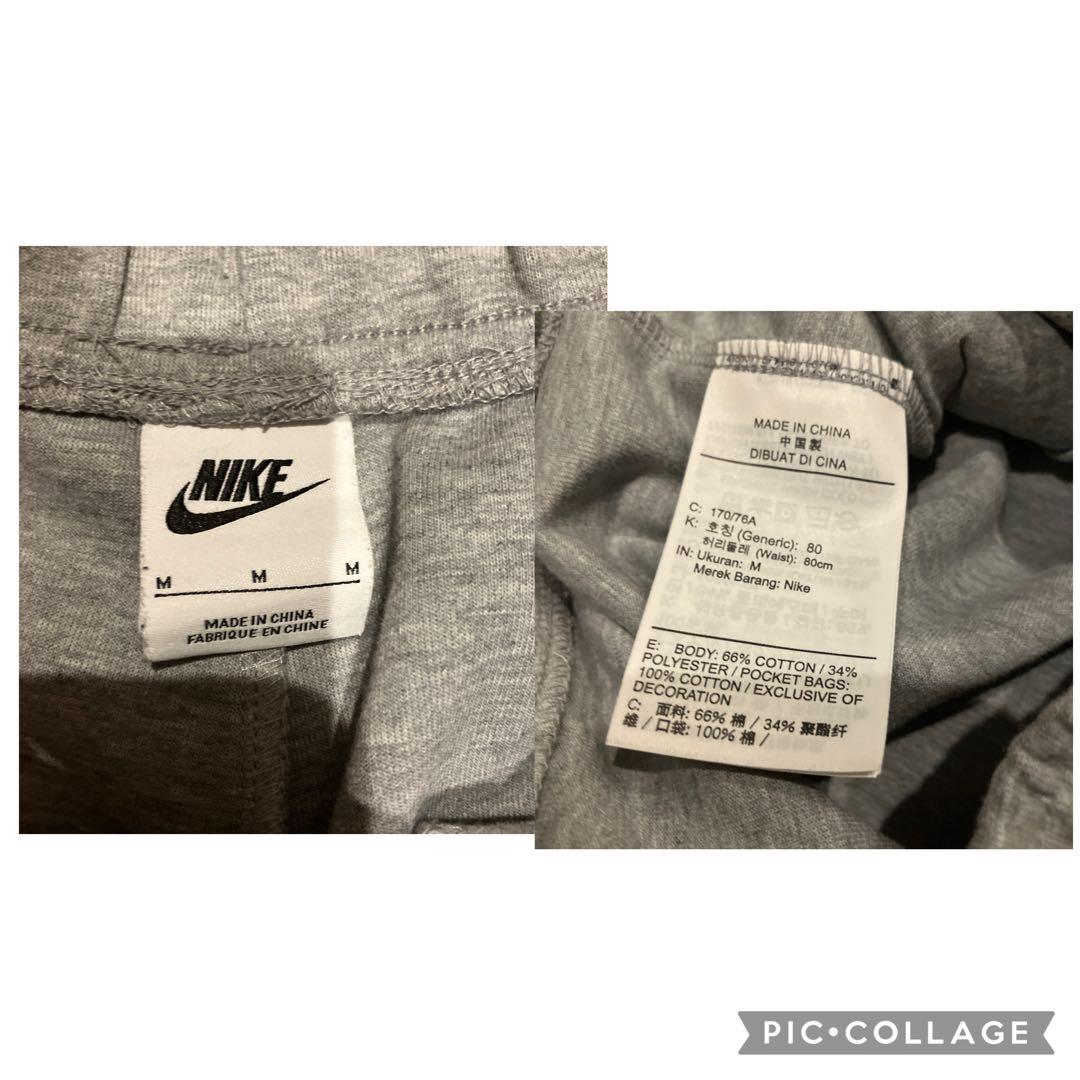 NIKE
M M M
MADE IN CHINA
FABRIQUE EN CHINE
MADE IN CHINA
中国製
DIBUAT DI CINA
C: 170/76A
K: 호칭 (Generic): 80
허리둘레 (Waist): 80cm
IN: Ukuran: M
Merek Barang: Nike
E: BODY: 66% COTTON / 34%
POLYESTER / POCKET BAGS:
100% COTTON / EXCLUSIVE OF
DECORATION
C: 面料: 66% 棉 / 34% 聚酯纤
维 / 口袋: 100% 棉 /
PIC•COLLAGE